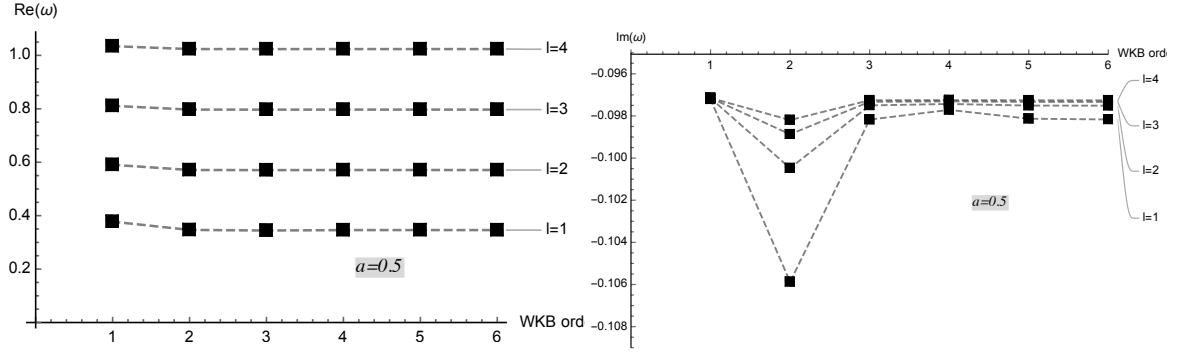 Re(ω)
1.0
0.8
0.6
0.4
0.2
l=4
l=3
l=2
l=1
a=0.5
WKB ord
1 2 3 4 5 6
Im(ω)
WKB ord
1 2 3 4 5 6
−0.096
−0.098
−0.100
−0.102
−0.104
−0.106
−0.108
l=4
l=3
l=2
l=1
a=0.5